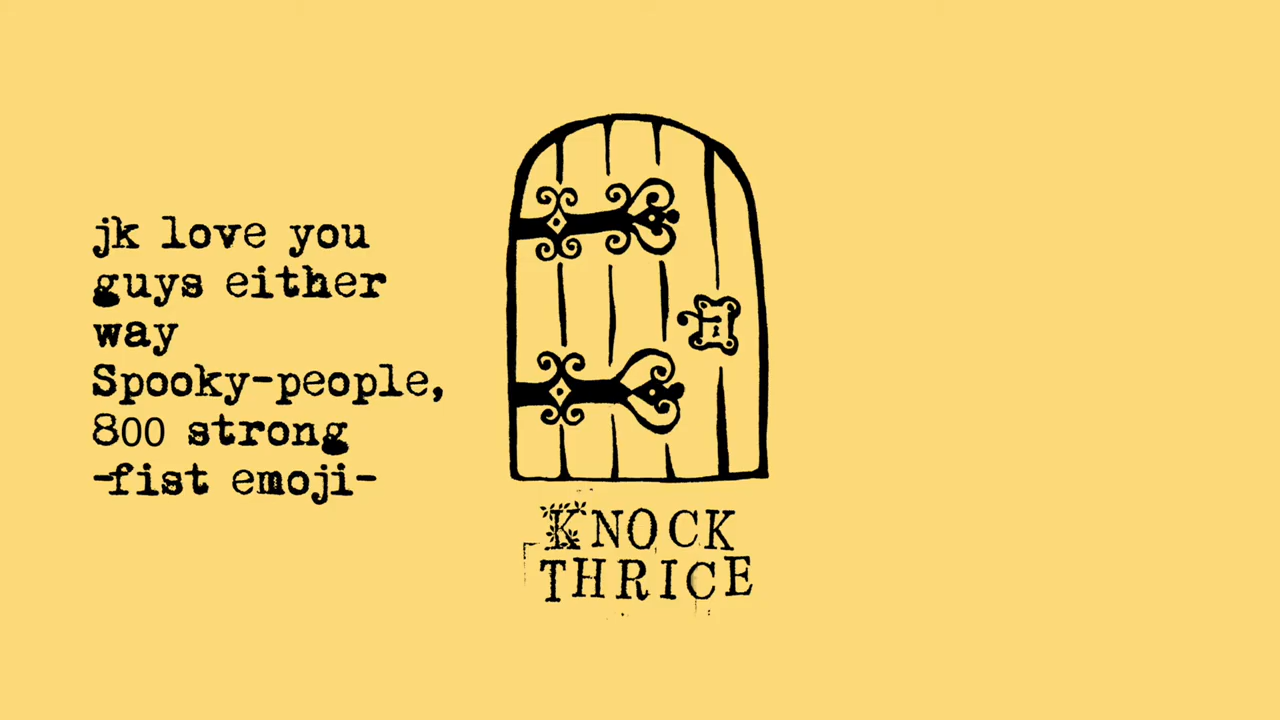 jk love you
guys either
way
Spooky-people,
800 strong
-fist emoji-
KNOCK
THRICE